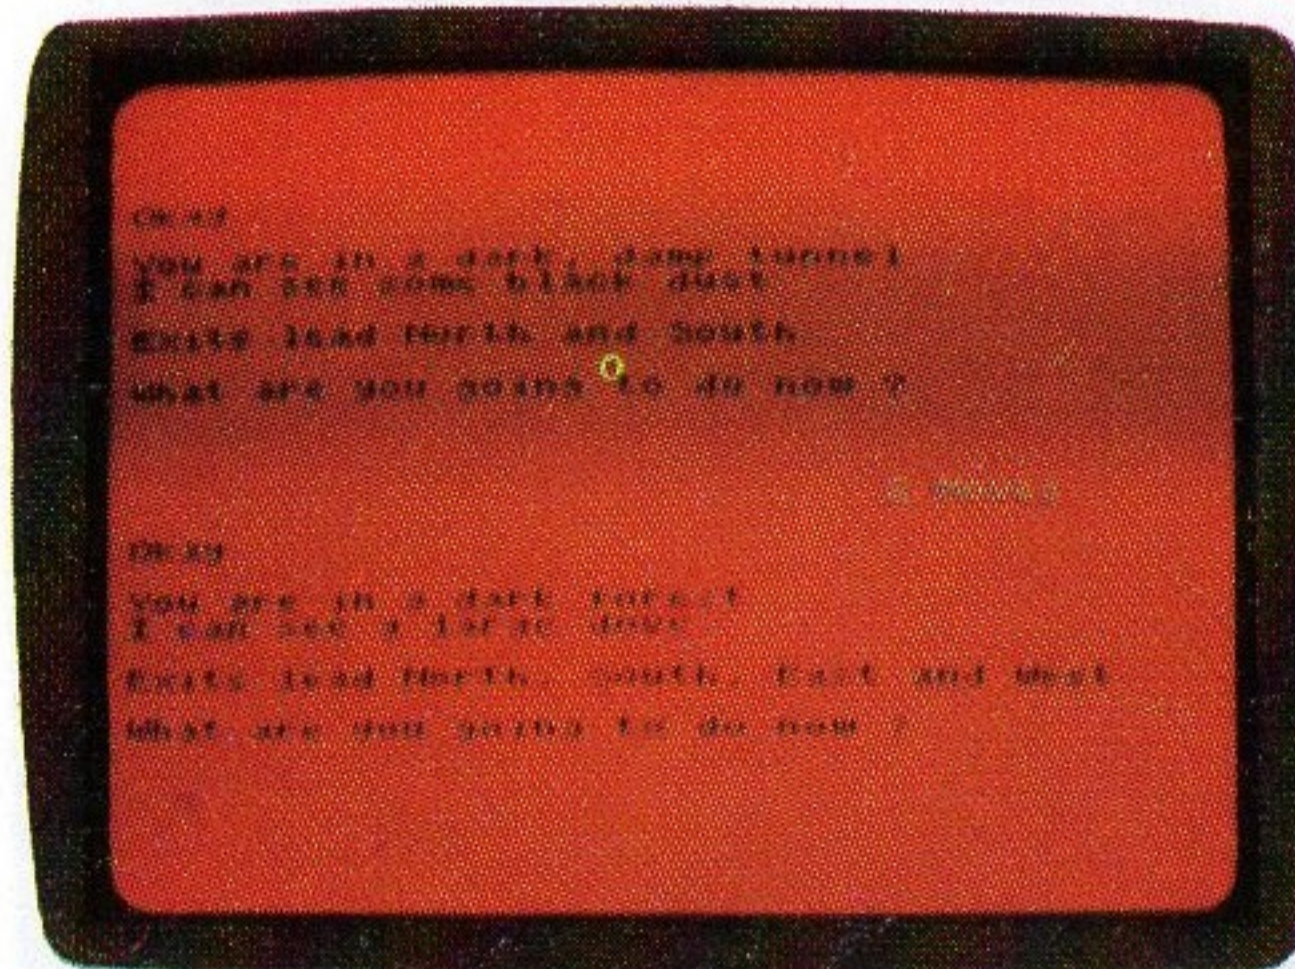 Okay
You are in a dark, damp tunnel
I can see some black dust
Exits lead North and South
What are you going to do now ?
Okay
You are in a dark forest
I can see a large dove
Exits lead North, South, East and West
What are you going to do now ?